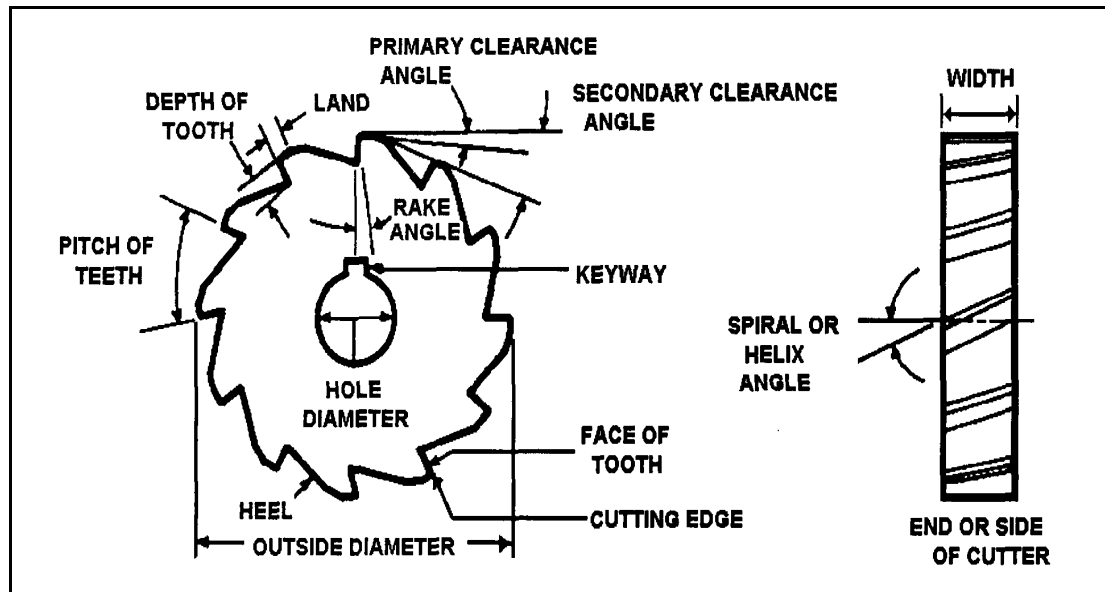 PRIMARY CLEARANCE
ANGLE
SECONDARY CLEARANCE
ANGLE
WIDTH
DEPTH OF
TOOTH
LAND
RAKE
ANGLE
PITCH OF
TEETH
KEYWAY
SPIRAL OR
HELIX
ANGLE
HOLE
DIAMETER
FACE OF
TOOTH
HEEL
CUTTING EDGE
OUTSIDE DIAMETER
END OR SIDE
OF CUTTER